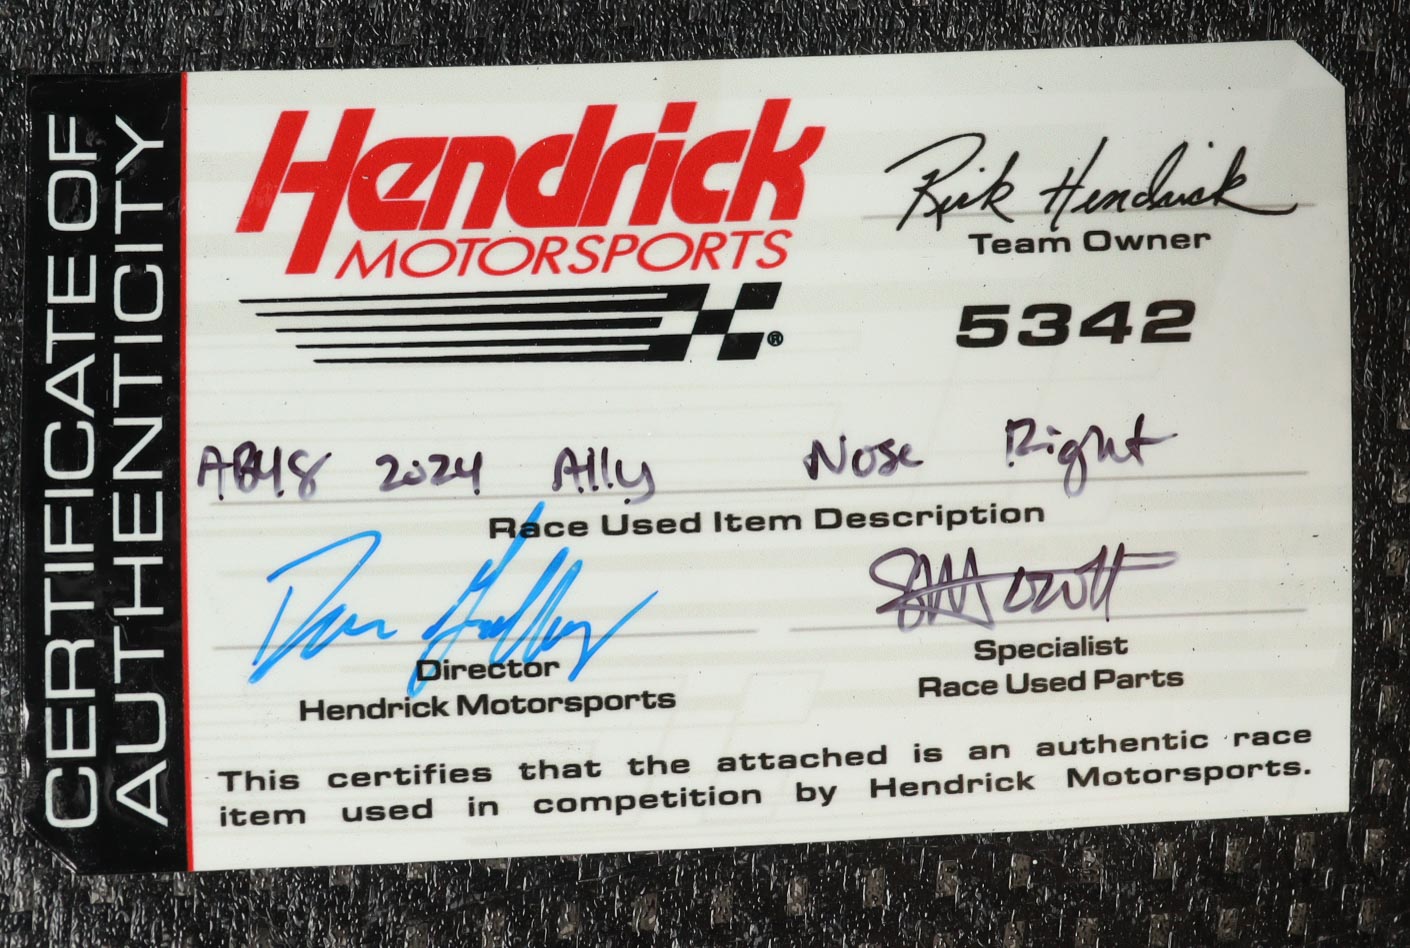 CERTIFICATE OF
AUTHENTICITY
Hendrick
MOTORSPORTS
®
Rick Hendrick
Team Owner
5342
AB48 2024 Ally Nose Right
Race Used Item Description
Director
Hendrick Motorsports
Specialist
Race Used Parts
This certifies that the attached is an authentic race
item used in competition by Hendrick Motorsports.